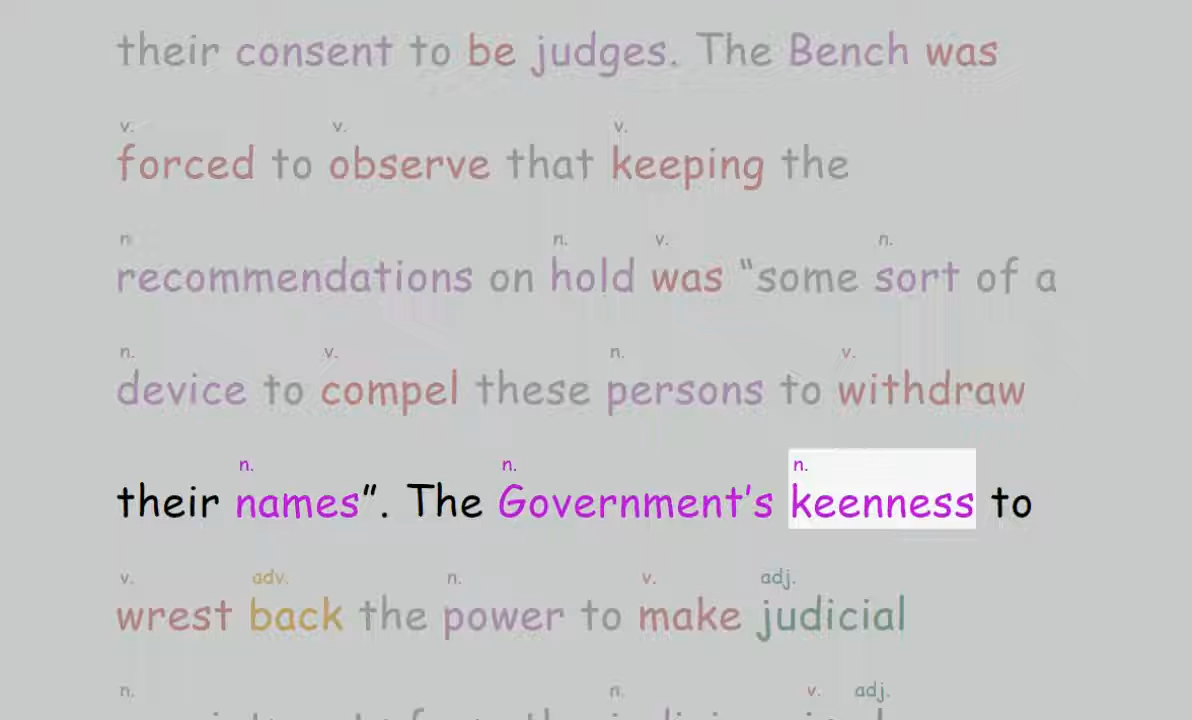 their consent to be judges. The Bench was
v. v. v.
forced to observe that keeping the
n. n. v. n.
recommendations on hold was “some sort of a
n. v. n. v.
device to compel these persons to withdraw
n. n. n.
their names”. The Government’s keenness to
v. adv. n. v. adj.
wrest back the power to make judicial
n. n. v. adj.